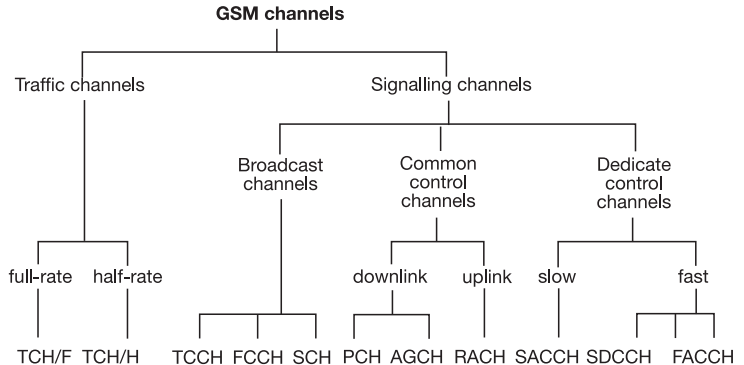 GSM channels
Traffic channels
Signalling channels
Broadcast
channels
Common
control
channels
Dedicate
control
channels
full-rate
half-rate
downlink
uplink
slow
fast
TCH/F
TCH/H
TCCH
FCCH
SCH
PCH
AGCH
RACH
SACCH
SDCCH
FACCH